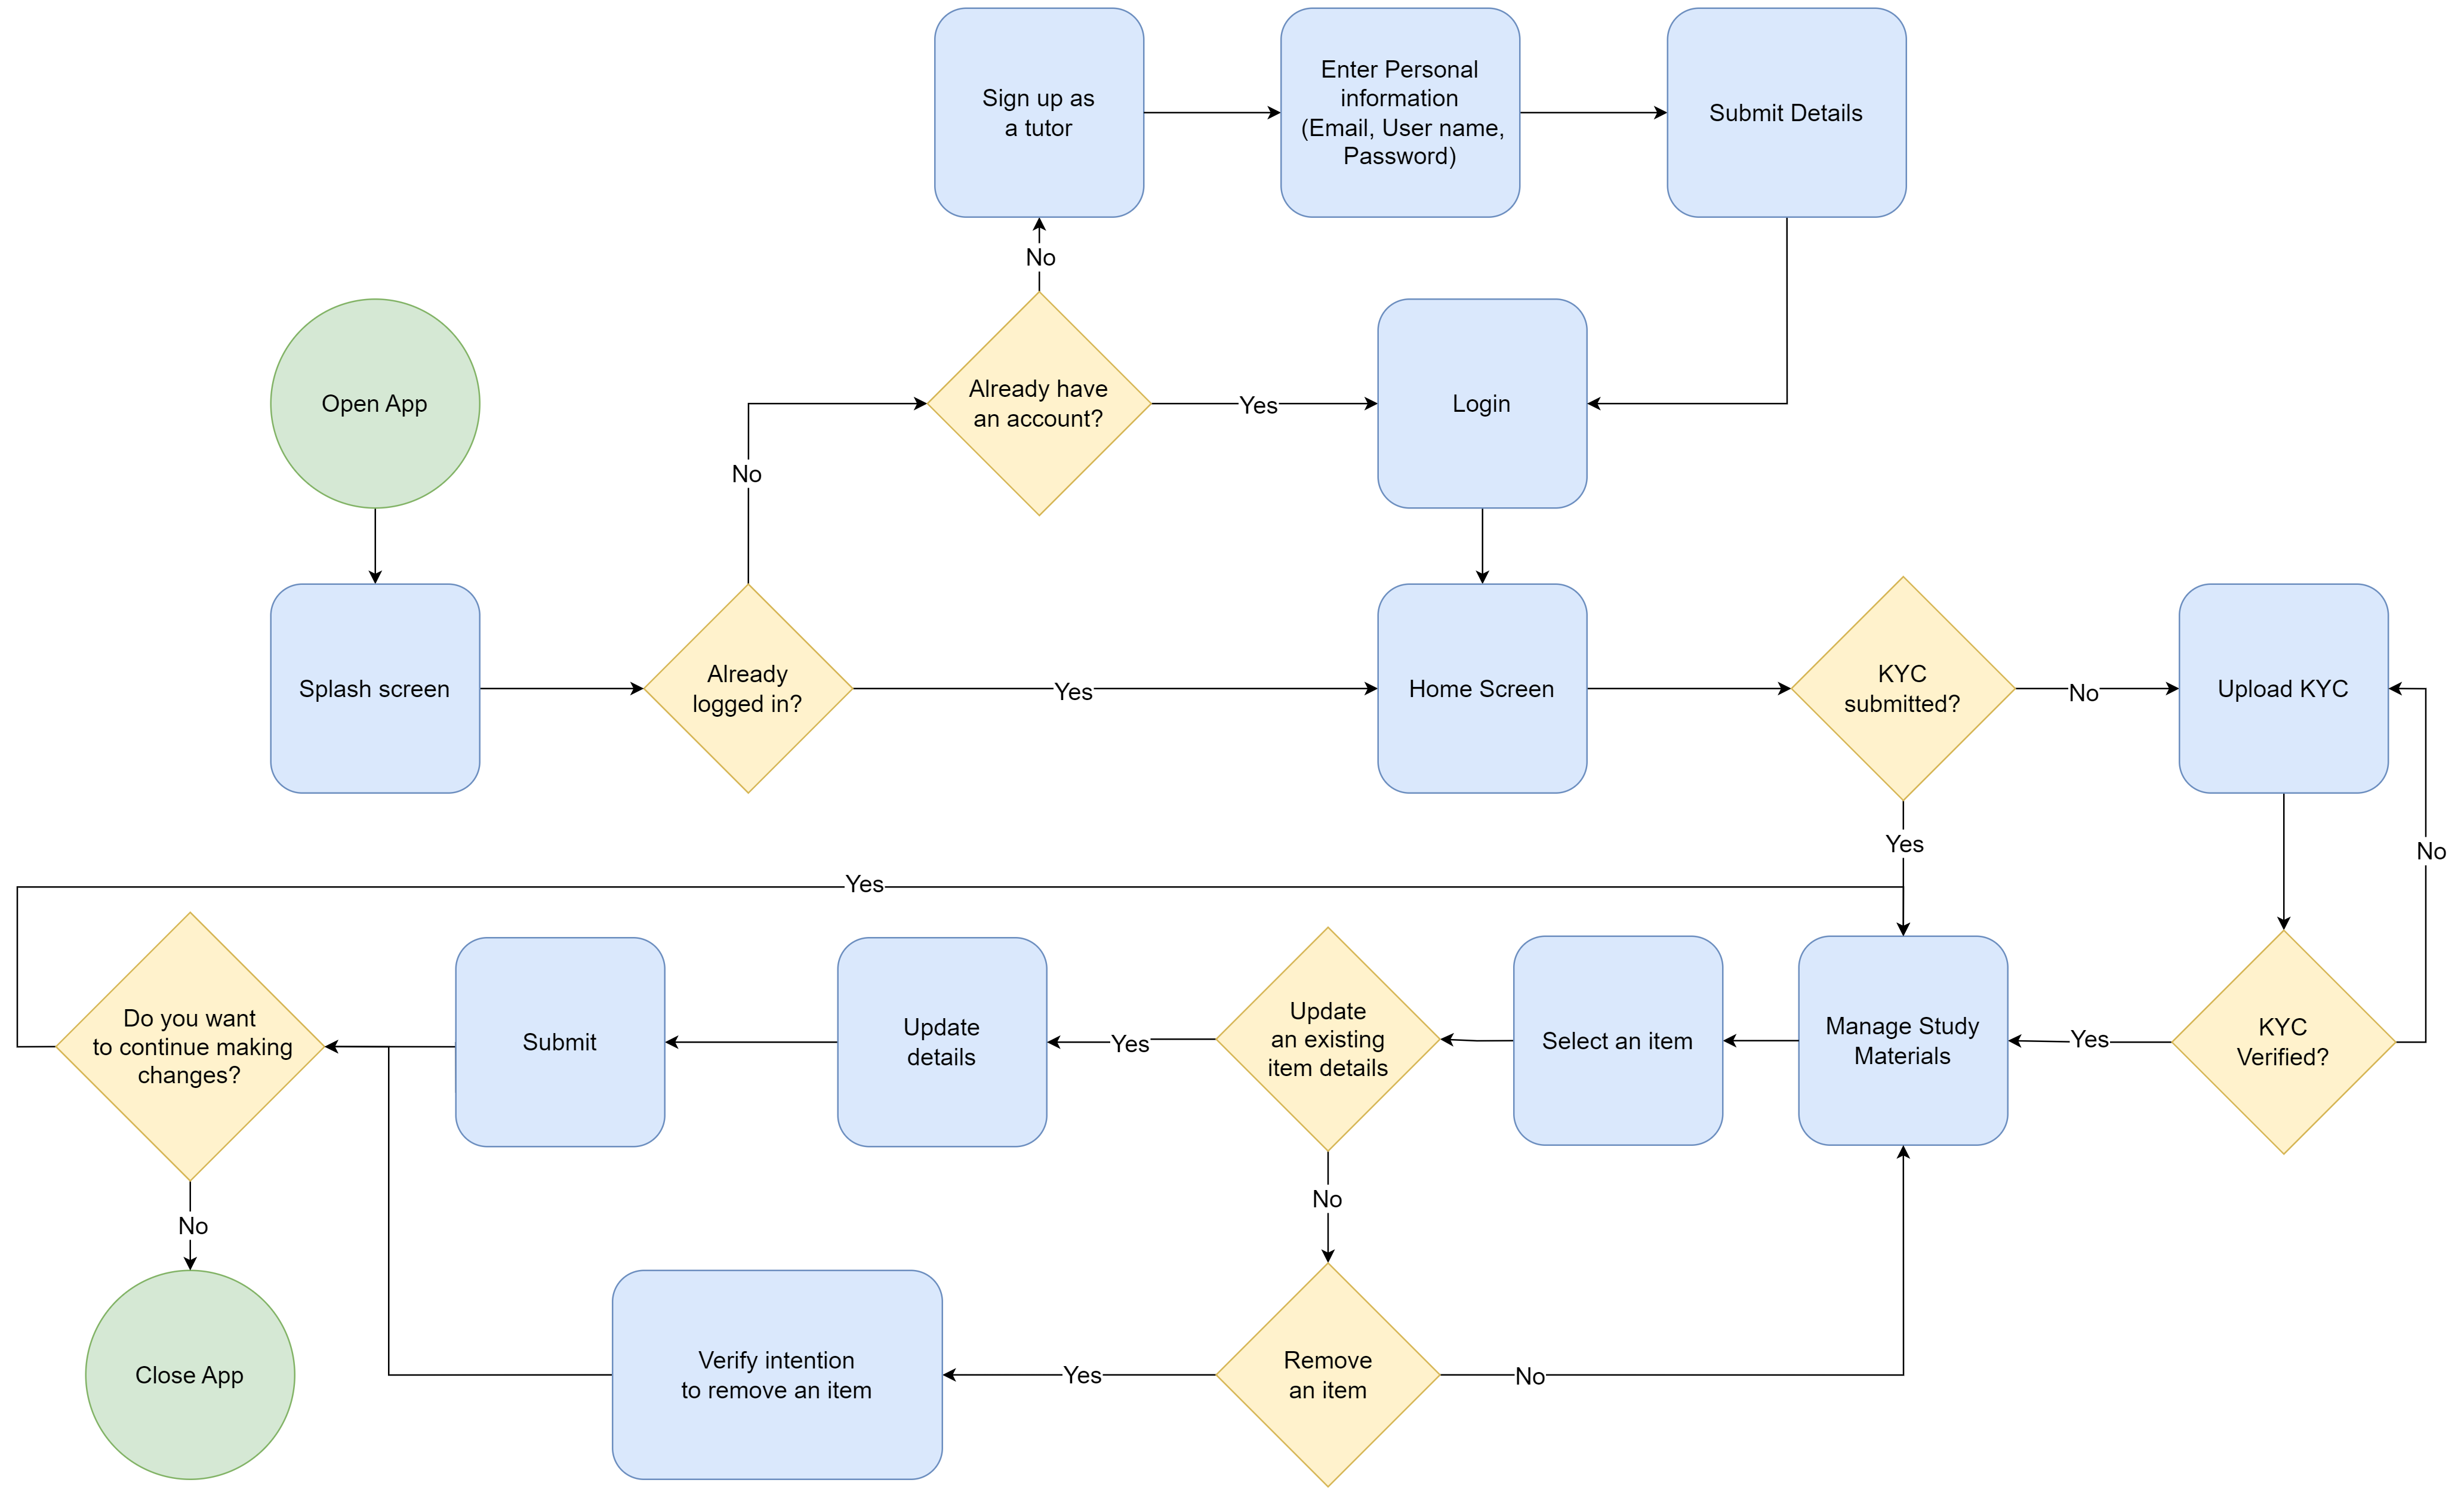 Sign up as
a tutor
Enter Personal
information
(Email, User name,
Password)
Submit Details
No
Open App
Already have
an account?
Yes
Login
No
Splash screen
Already
logged in?
Yes
Home Screen
KYC
submitted?
No
Upload KYC
Yes
No
Yes
Do you want
to continue making
changes?
Submit
Update
details
Yes
Update
an existing
item details
Select an item
Manage Study
Materials
Yes
KYC
Verified?
No
No
Close App
Verify intention
to remove an item
Yes
Remove
an item
No